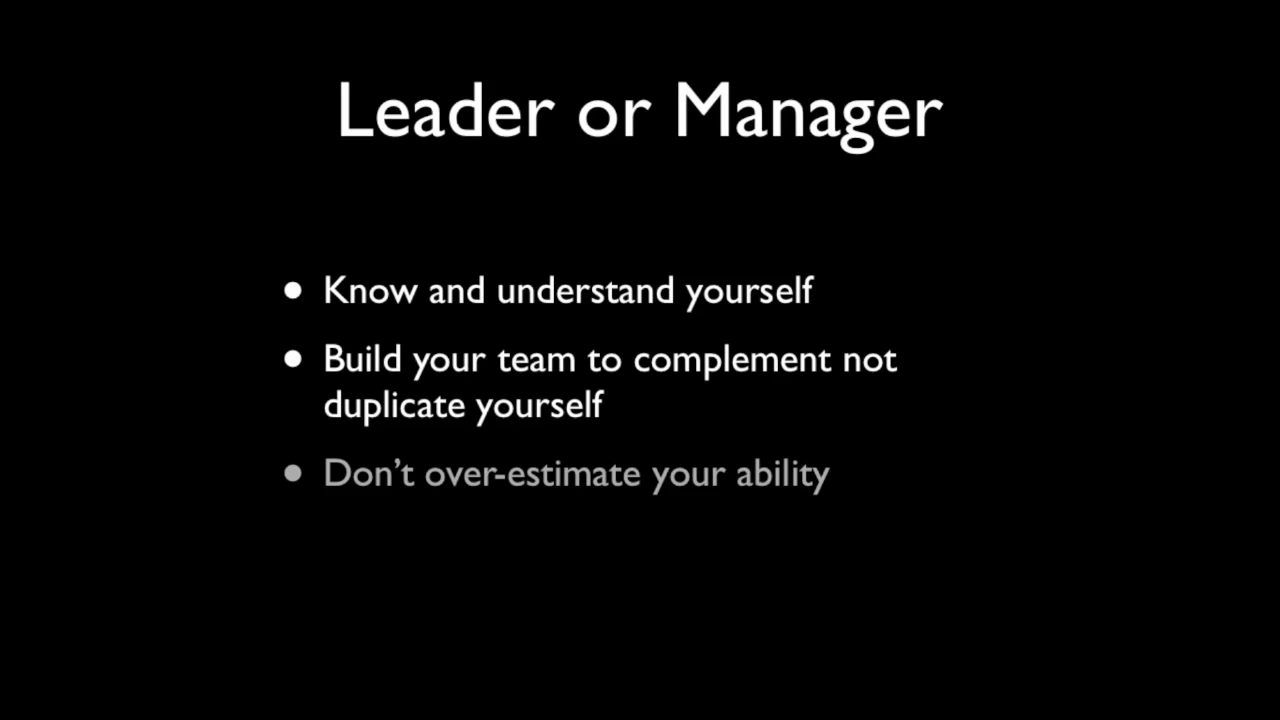 Leader or Manager
• Know and understand yourself
• Build your team to complement not
duplicate yourself
• Don’t over-estimate your ability